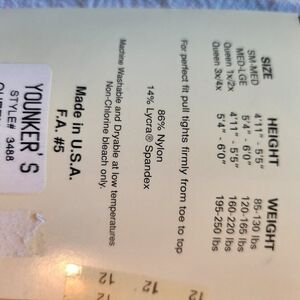 SIZE HEIGHT WEIGHT
SM-MED 4'11" - 5'5" 85-130 lbs
MED-LGE 5'4" - 6'0" 120-165 lbs
Queen 1x/2x 4'11" - 5'5" 160-220 lbs
Queen 3x/4x 5'4" - 6'0" 195-250 lbs
For perfect fit pull tights firmly from toe to top
86% Nylon
14% Lycra® Spandex
Machine Washable and Dryable at low temperatures
Non-Chlorine bleach only.
Made in U.S.A.
F.A. #5
YOUNKER'S
STYLE# 3488
12
12
12